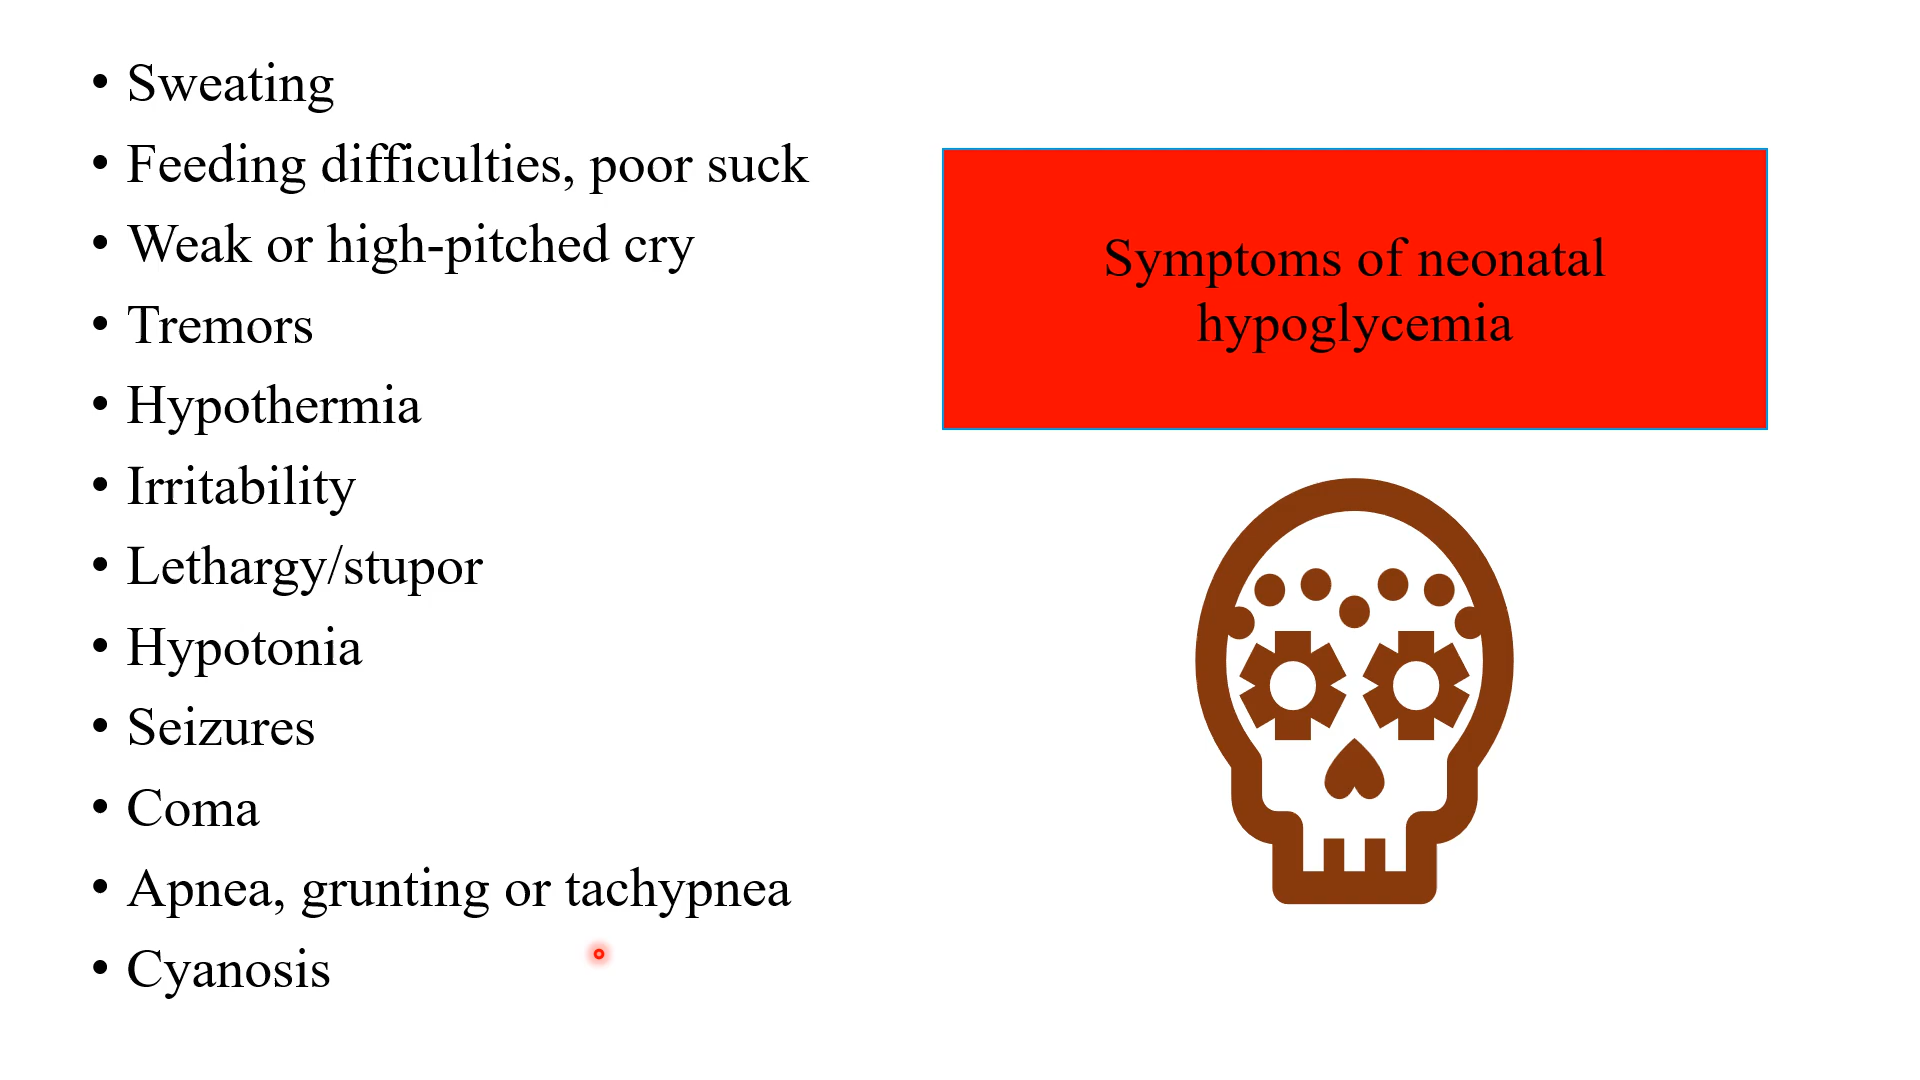 • Sweating
• Feeding difficulties, poor suck
• Weak or high-pitched cry
• Tremors
• Hypothermia
• Irritability
• Lethargy/stupor
• Hypotonia
• Seizures
• Coma
• Apnea, grunting or tachypnea
• Cyanosis
Symptoms of neonatal
hypoglycemia